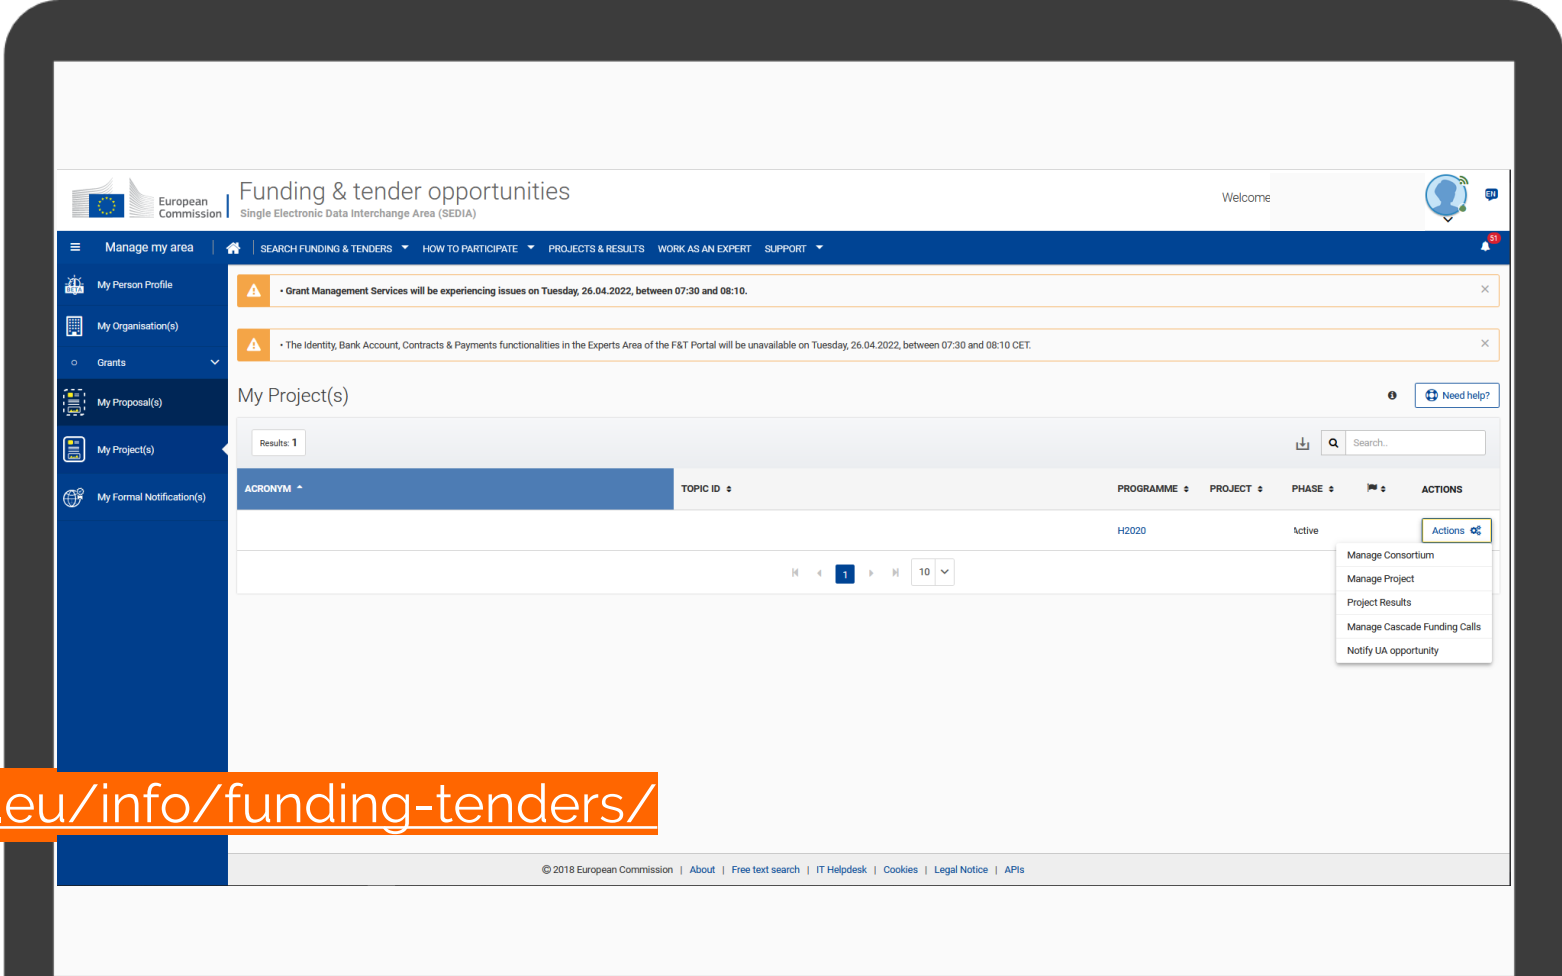 European
Commission
Funding & tender opportunities
Single Electronic Data Interchange Area (SEDIA)
Welcome
EN
Manage my area
SEARCH FUNDING & TENDERS
HOW TO PARTICIPATE
PROJECTS & RESULTS
WORK AS AN EXPERT
SUPPORT
51
BETA
My Person Profile
My Organisation(s)
Grants
My Proposal(s)
My Project(s)
My Formal Notification(s)
• Grant Management Services will be experiencing issues on Tuesday, 26.04.2022, between 07:30 and 08:10.
• The Identity, Bank Account, Contracts & Payments functionalities in the Experts Area of the F&T Portal will be unavailable on Tuesday, 26.04.2022, between 07:30 and 08:10 CET.
My Project(s)
Need help?
Results: 1
Search..
ACRONYM TOPIC ID PROGRAMME PROJECT PHASE ACTIONS
H2020 Active Actions
Manage Consortium
Manage Project
Project Results
Manage Cascade Funding Calls
Notify UA opportunity
1 10
.eu/info/funding-tenders/
© 2018 European Commission | About | Free text search | IT Helpdesk | Cookies | Legal Notice | APIs